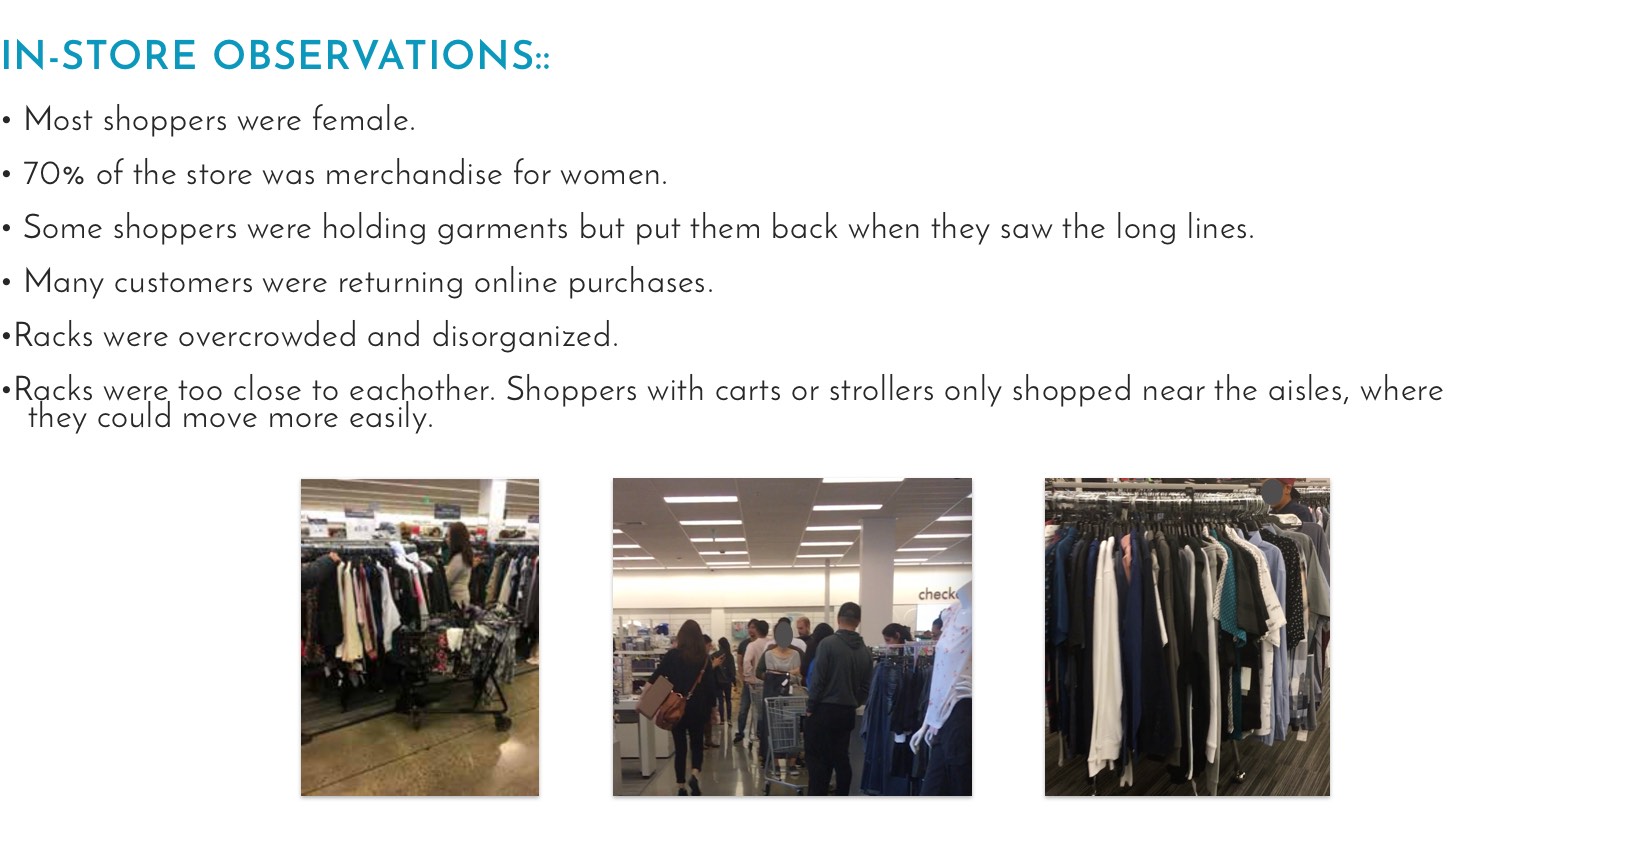 IN-STORE OBSERVATIONS::
• Most shoppers were female.
• 70% of the store was merchandise for women.
• Some shoppers were holding garments but put them back when they saw the long lines.
• Many customers were returning online purchases.
•Racks were overcrowded and disorganized.
•Racks were too close to eachother. Shoppers with carts or strollers only shopped near the aisles, where
they could move more easily.